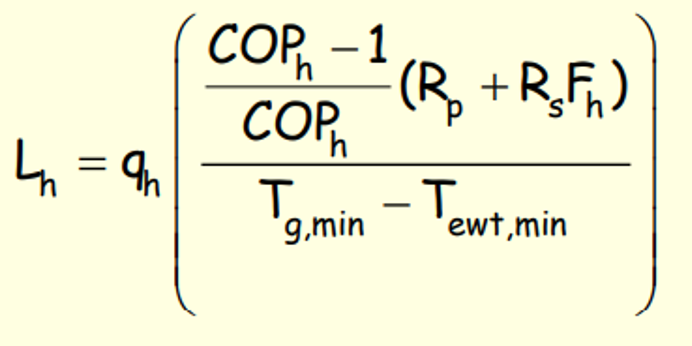 L_h = q_h ( ((COP_h − 1) / COP_h) (R_p + R_s F_h) / (T_g,min − T_ewt,min) )